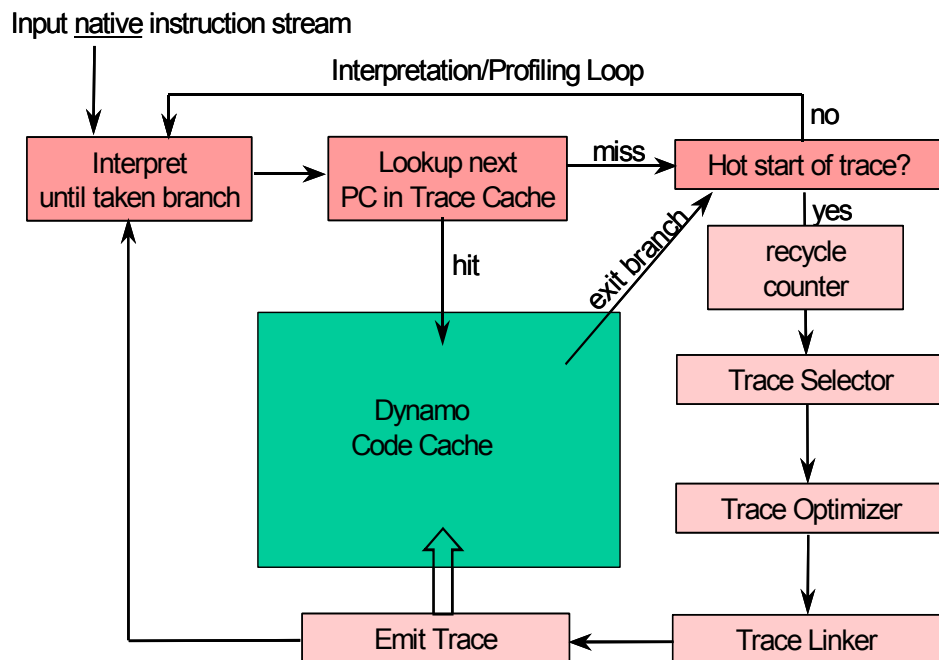 Input native instruction stream
Interpretation/Profiling Loop
no
Interpret
until taken branch
Lookup next
PC in Trace Cache
miss
Hot start of trace?
yes
hit
exit branch
recycle
counter
Trace Selector
Dynamo
Code Cache
Trace Optimizer
Emit Trace
Trace Linker